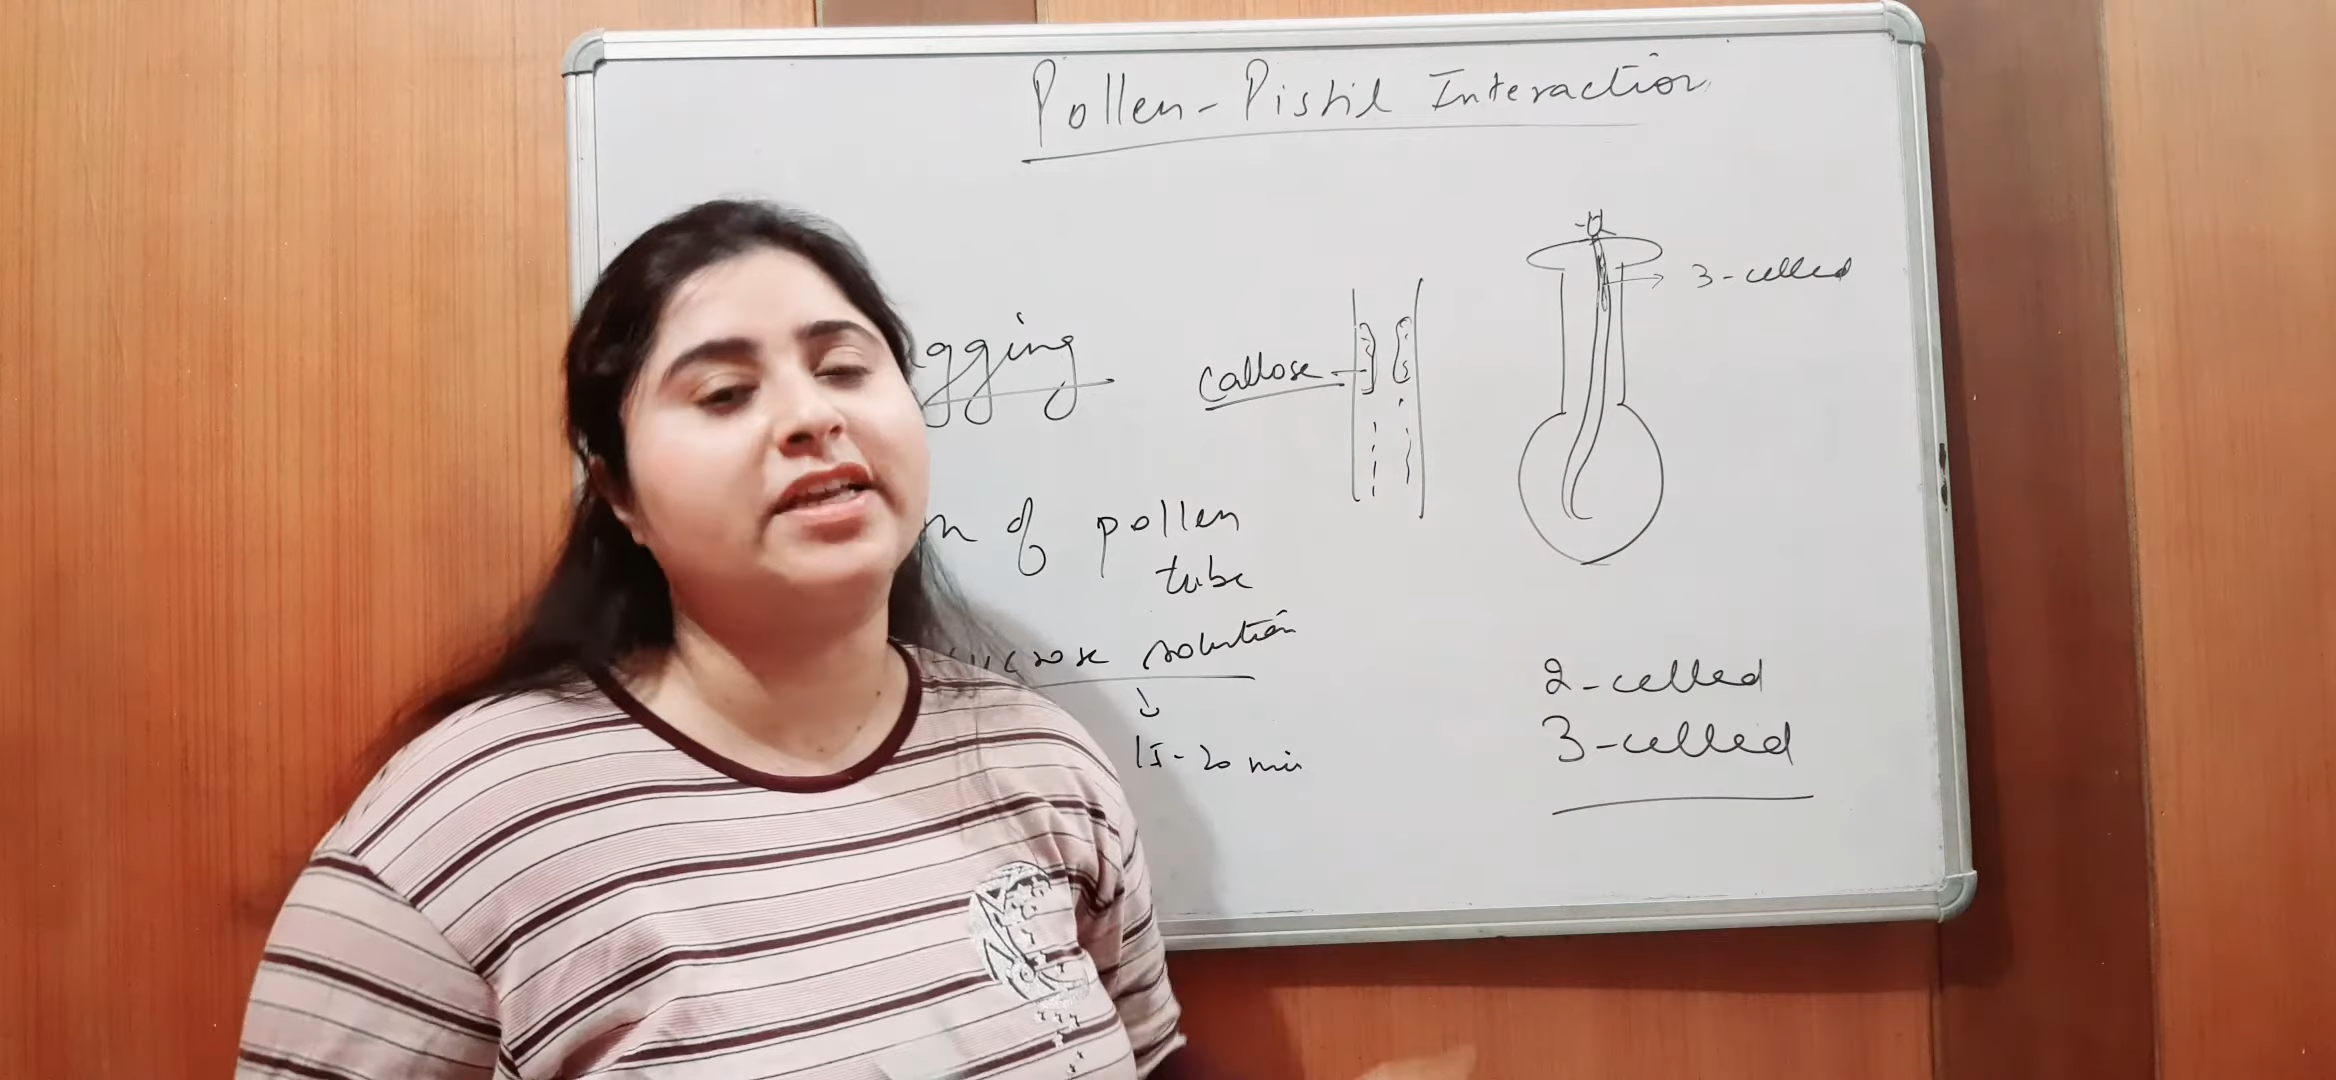 Pollen-Pistil Interaction
3-celled
gging
callose
of pollen
tube
solution
15-20 min
2-celled
3-celled